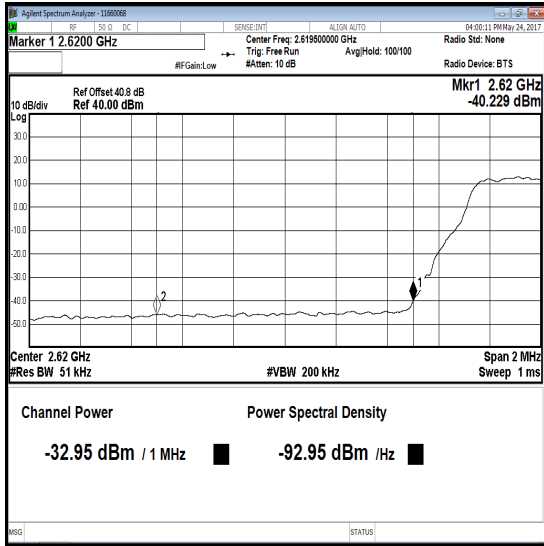 Agilent Spectrum Analyzer - 11660068
RF 50 Ω DC SENSE:INT ALIGN AUTO 04:00:11 PM May 24, 2017
Marker 1 2.6200 GHz Center Freq: 2.619500000 GHz Radio Std: None
Trig: Free Run Avg|Hold: 100/100
#IFGain:Low #Atten: 10 dB Radio Device: BTS
Mkr1 2.62 GHz
Ref Offset 40.8 dB
10 dB/div Ref 40.00 dBm -40.229 dBm
Log
30.0
20.0
10.0
0.00
-10.0
-20.0
-30.0
1
-40.0
2
-50.0
Center 2.62 GHz Span 2 MHz
#Res BW 51 kHz #VBW 200 kHz Sweep 1 ms
Channel Power Power Spectral Density
-32.95 dBm / 1 MHz -92.95 dBm /Hz
MSG STATUS